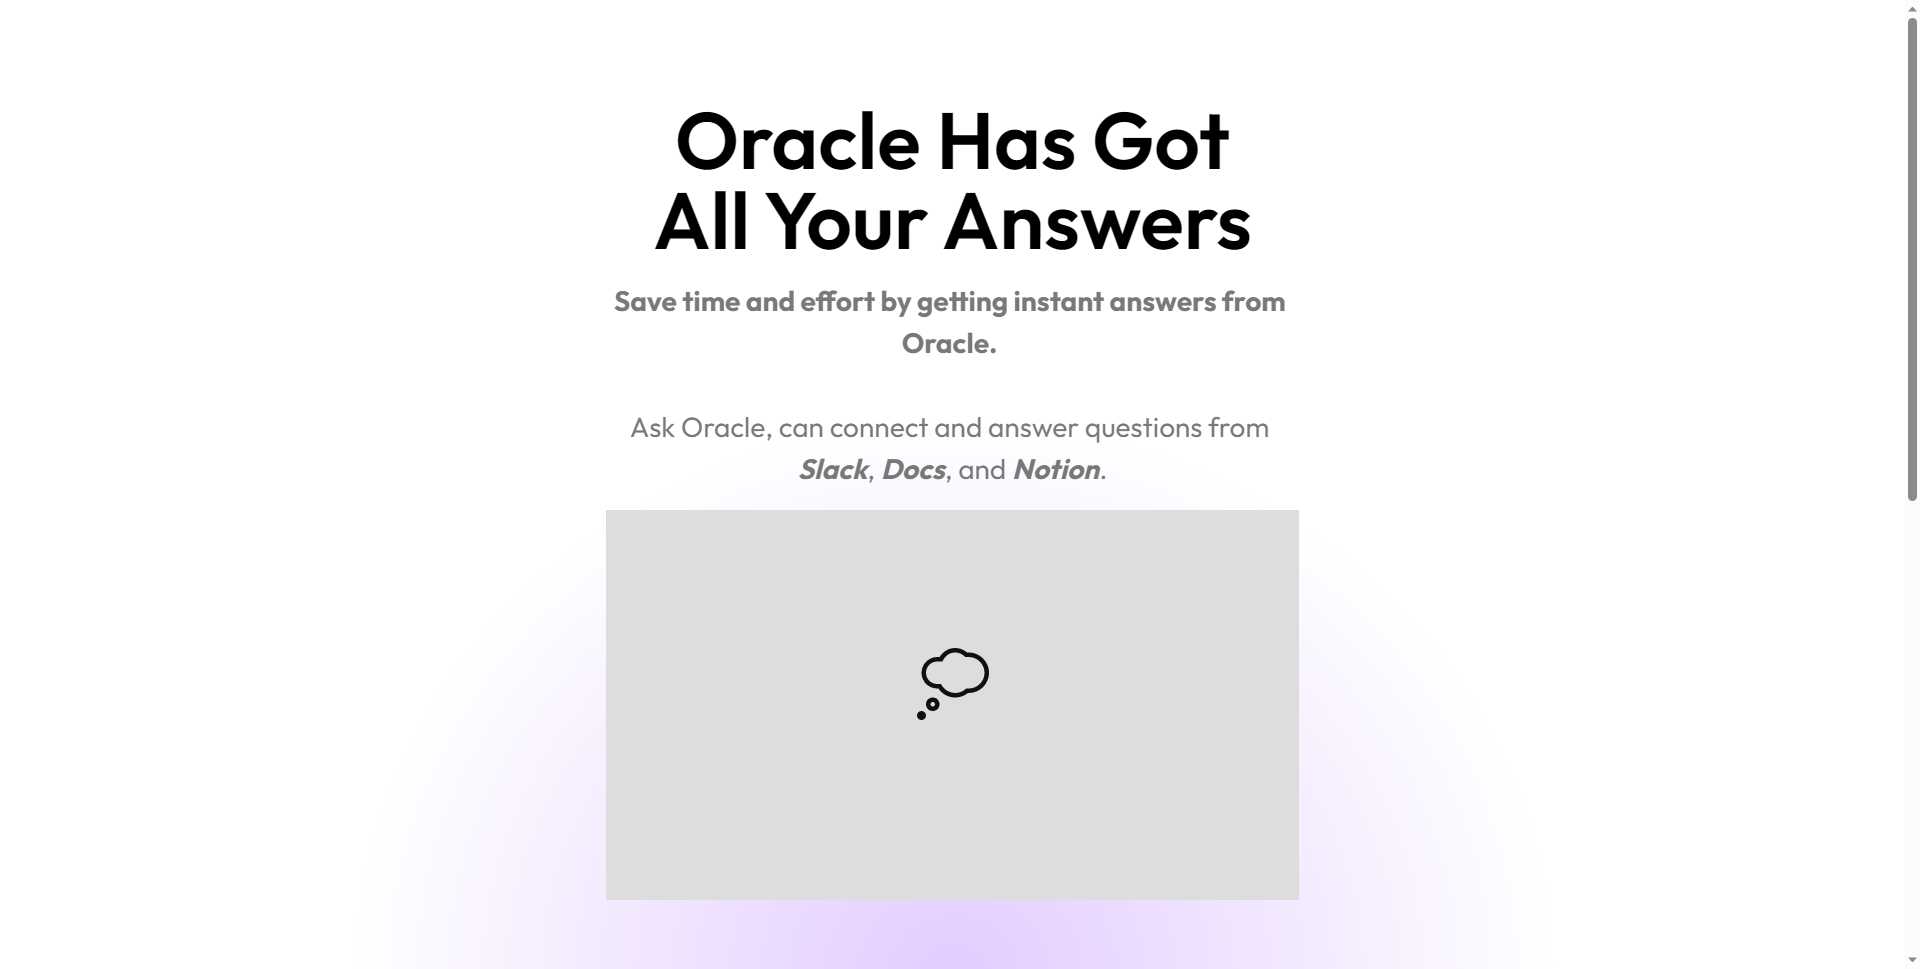 Oracle Has Got
All Your Answers
Save time and effort by getting instant answers from
Oracle.
Ask Oracle, can connect and answer questions from
Slack, Docs, and Notion.